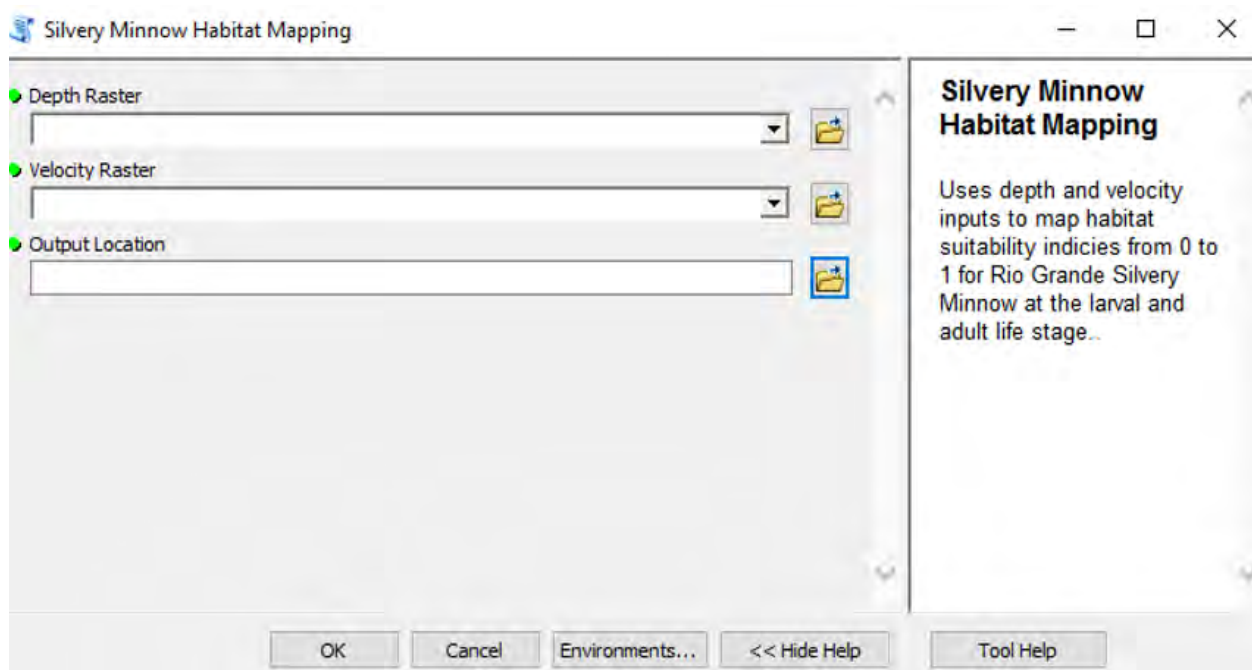 Silvery Minnow Habitat Mapping
Depth Raster
Velocity Raster
Output Location
OK
Cancel
Environments...
<< Hide Help
Silvery Minnow
Habitat Mapping
Uses depth and velocity
inputs to map habitat
suitability indicies from 0 to
1 for Rio Grande Silvery
Minnow at the larval and
adult life stage..
Tool Help